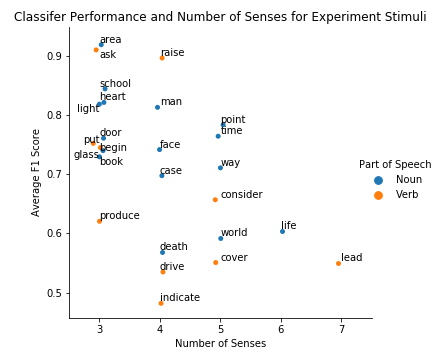 Classifer Performance and Number of Senses for Experiment Stimuli
area
ask
raise
school
heart
light
man
point
time
door
put
begin
glass
book
face
way
case
consider
produce
life
world
death
cover
lead
drive
indicate
0.9
0.8
0.7
0.6
0.5
Average F1 Score
3
4
5
6
7
Number of Senses
Part of Speech
Noun
Verb